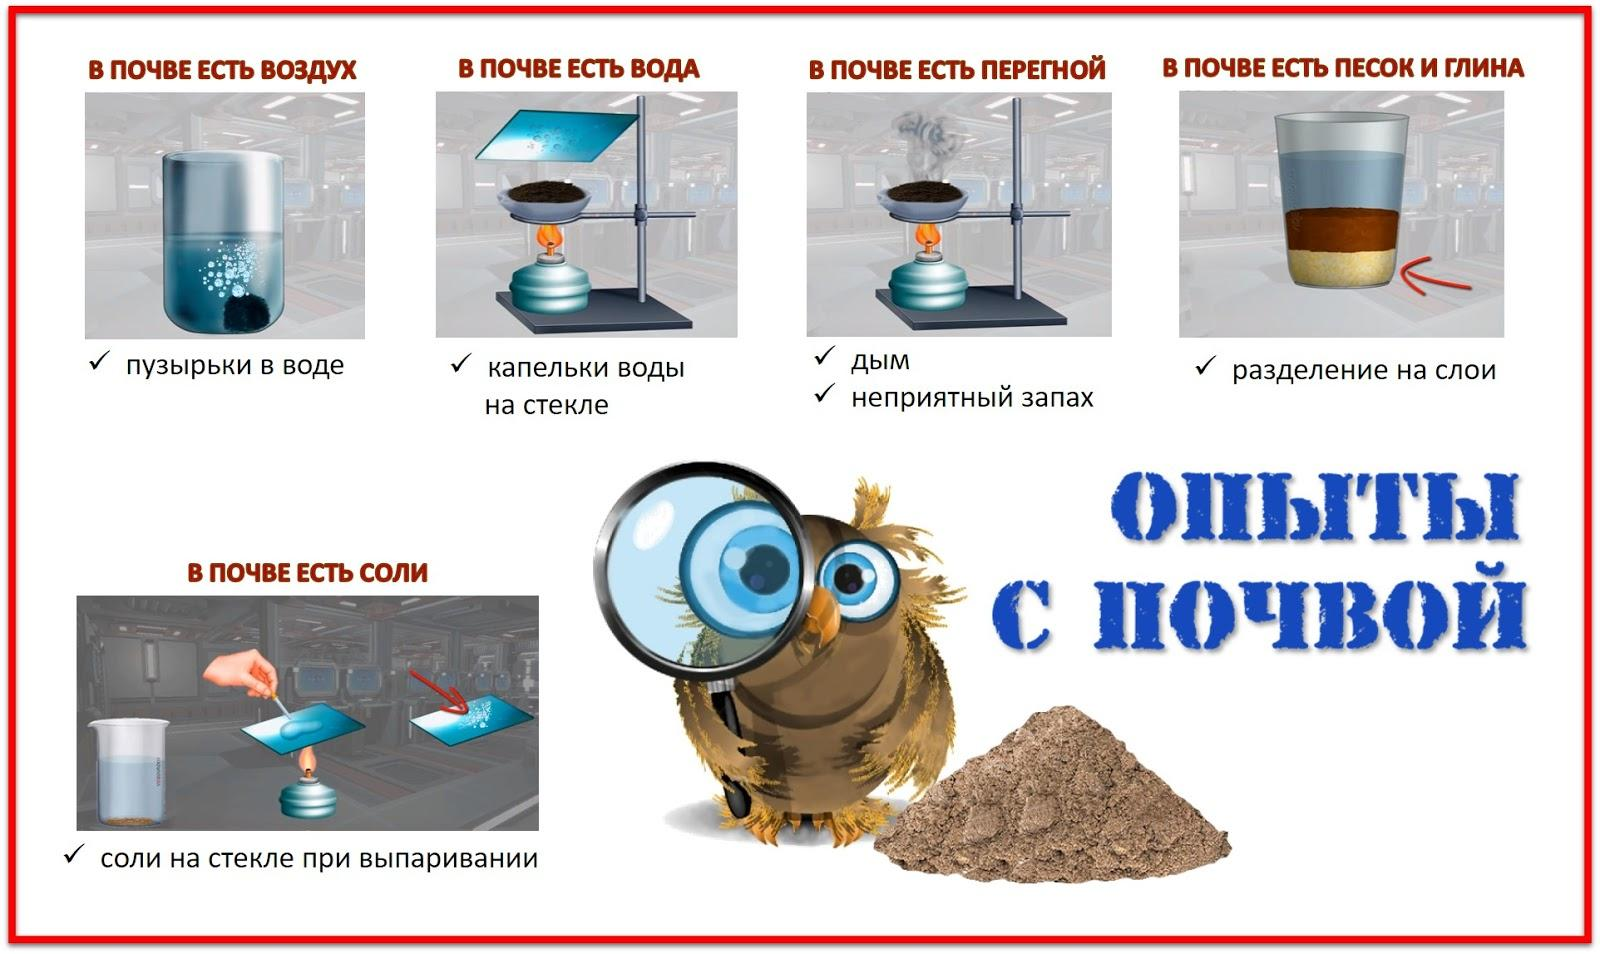 В ПОЧВЕ ЕСТЬ ВОЗДУХ
✓ пузырьки в воде
В ПОЧВЕ ЕСТЬ ВОДА
✓ капельки воды
на стекле
В ПОЧВЕ ЕСТЬ ПЕРЕГНОЙ
✓ дым
✓ неприятный запах
В ПОЧВЕ ЕСТЬ ПЕСОК И ГЛИНА
✓ разделение на слои
ОПЫТЫ
С ПОЧВОЙ
В ПОЧВЕ ЕСТЬ СОЛИ
✓ соли на стекле при выпаривании